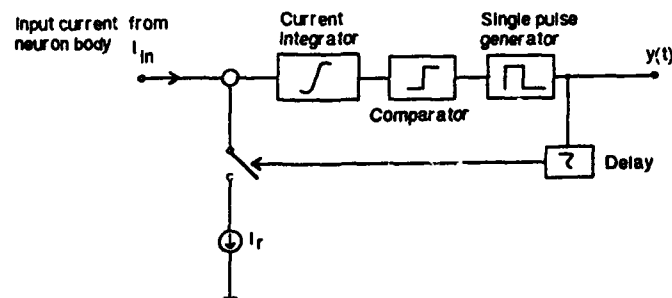 Input current from
neuron body
I_in
Current
Integrator
Comparator
Single pulse
generator
y(t)
τ
Delay
c
I_r